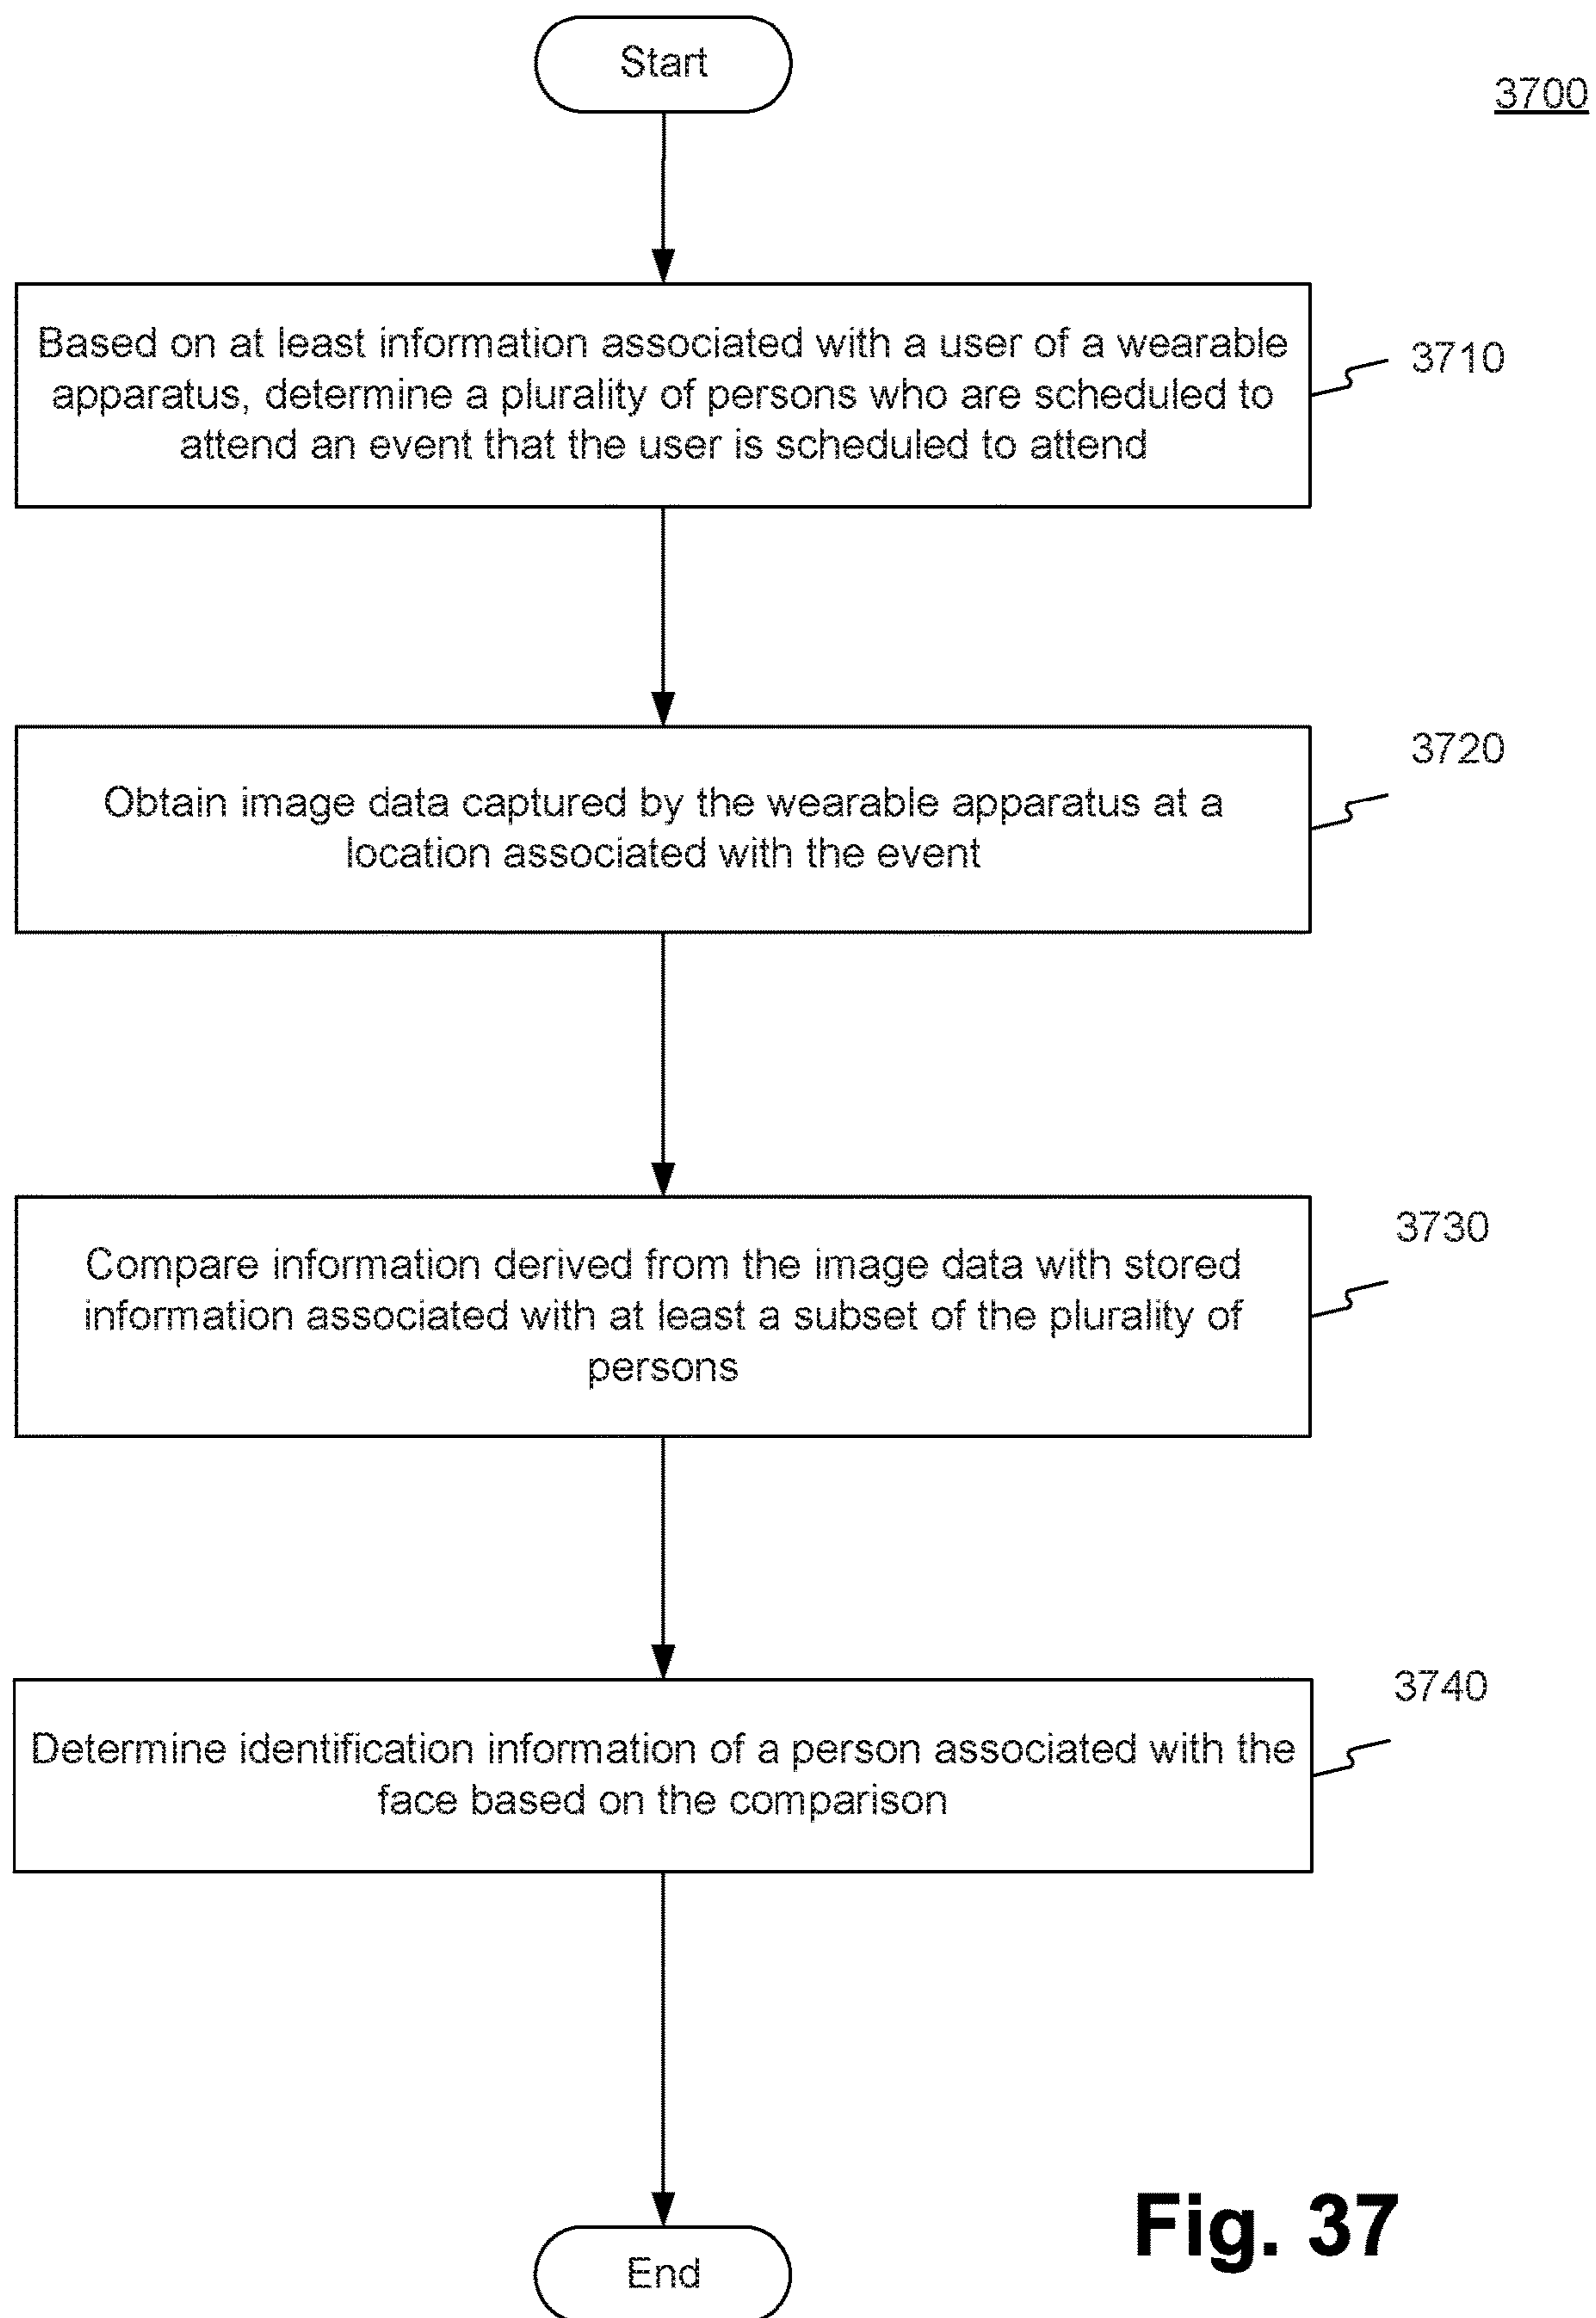 Start
3700
Based on at least information associated with a user of a wearable
apparatus, determine a plurality of persons who are scheduled to
attend an event that the user is scheduled to attend
3710
Obtain image data captured by the wearable apparatus at a
location associated with the event
3720
Compare information derived from the image data with stored
information associated with at least a subset of the plurality of
persons
3730
Determine identification information of a person associated with the
face based on the comparison
3740
End
Fig. 37